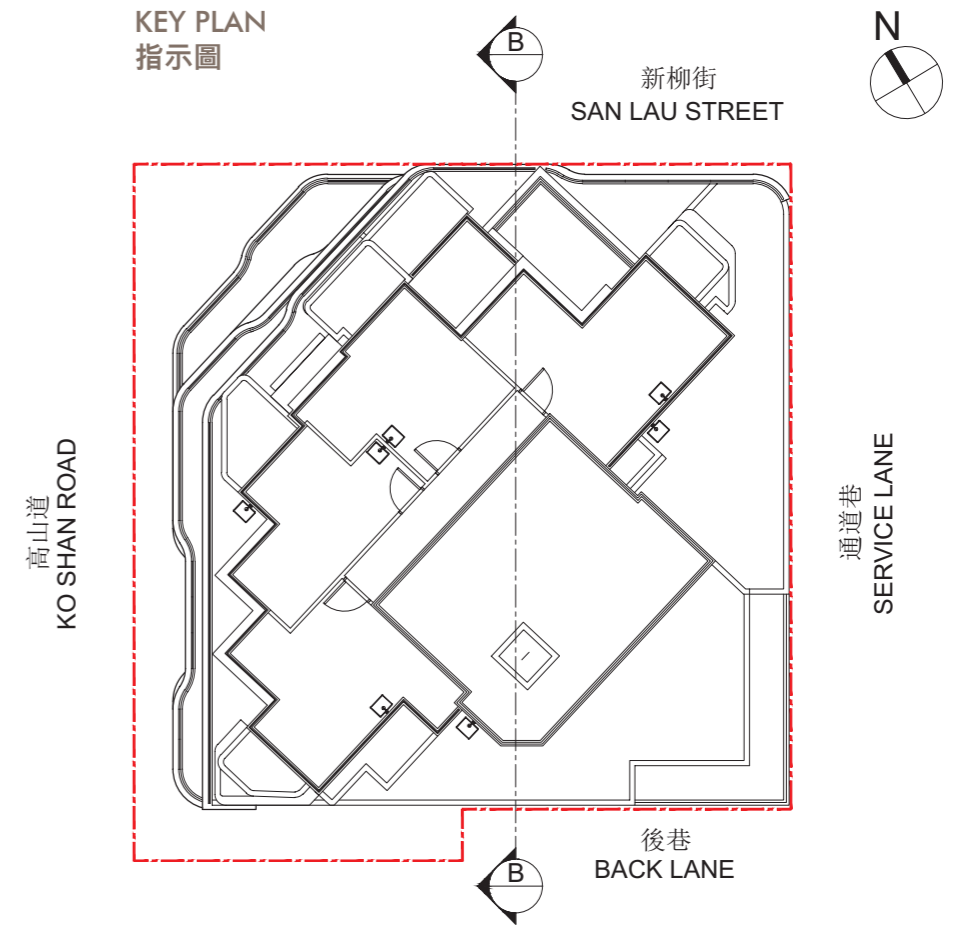 KEY PLAN
指示圖
B
N
新柳街
SAN LAU STREET
高山道
KO SHAN ROAD
通道巷
SERVICE LANE
後巷
BACK LANE
B